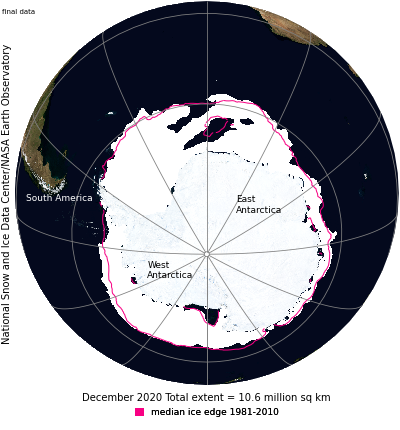 final data
National Snow and Ice Data Center/NASA Earth Observatory
South America
East
Antarctica
West
Antarctica
December 2020 Total extent = 10.6 million sq km
median ice edge 1981-2010